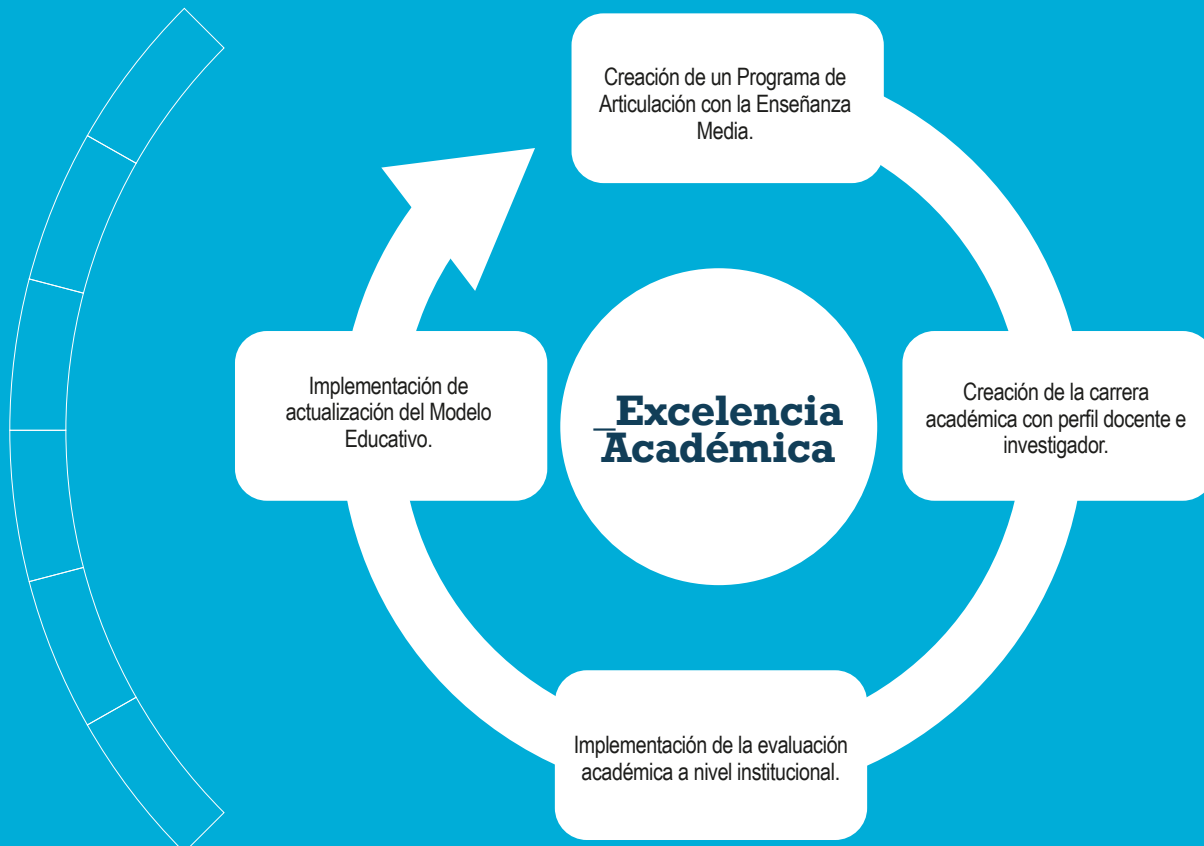 Creación de un Programa de
Articulación con la Enseñanza
Media.
Implementación de
actualización del Modelo
Educativo.
_Excelencia
Académica
Creación de la carrera
académica con perfil docente e
investigador.
Implementación de la evaluación
académica a nivel institucional.